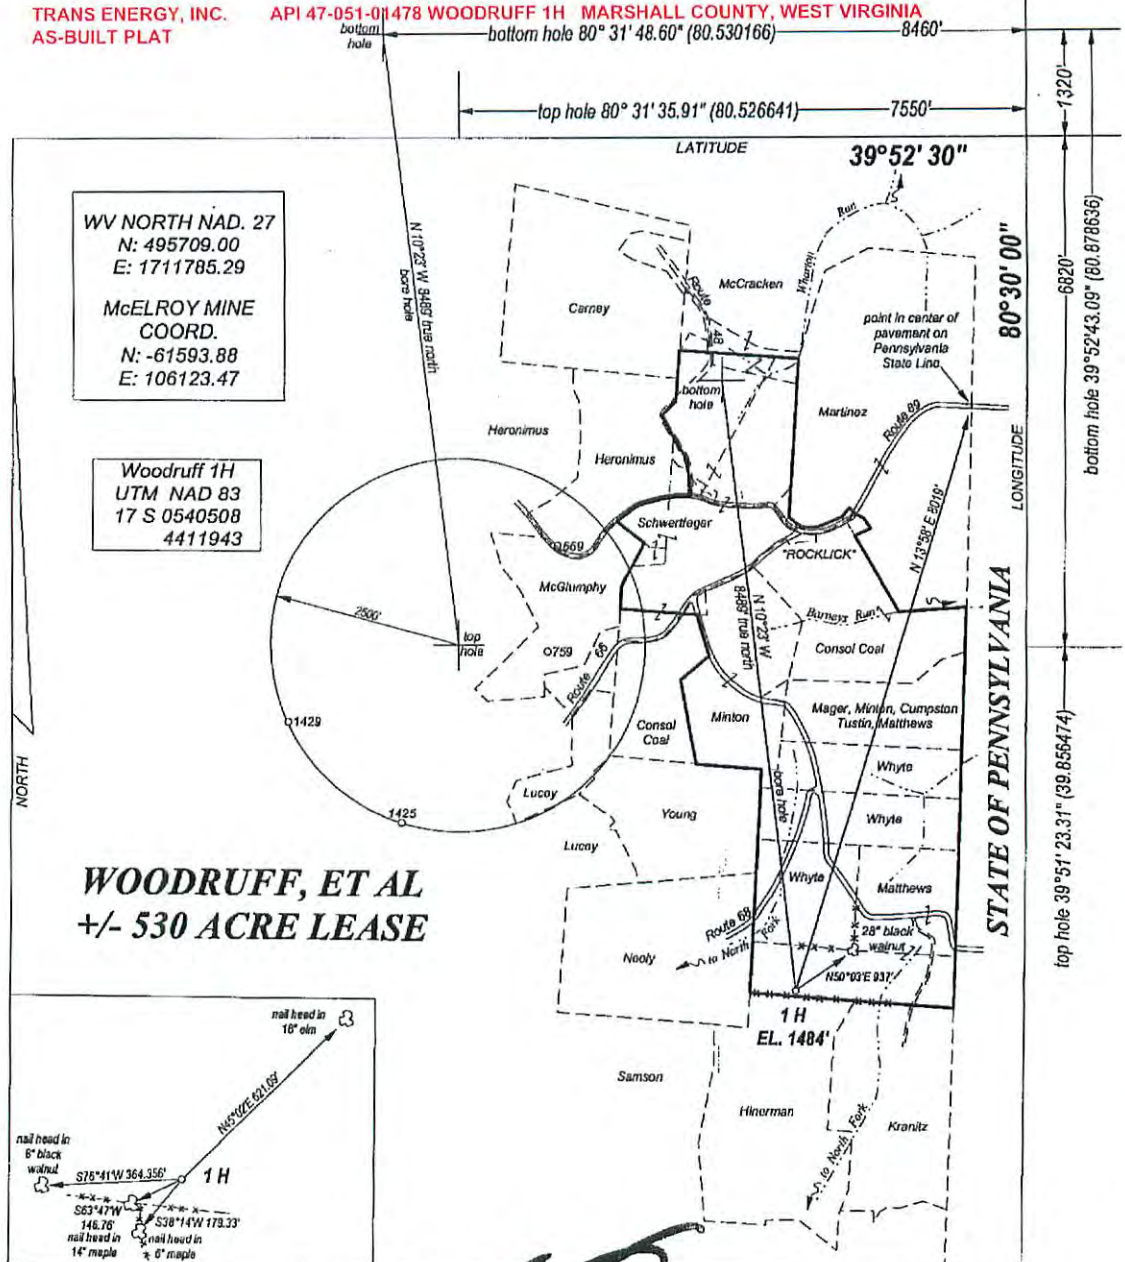 TRANS ENERGY, INC. API 47-051-01478 WOODRUFF 1H MARSHALL COUNTY, WEST VIRGINIA
AS-BUILT PLAT
bottom
hole
bottom hole 80° 31' 48.60" (80.530166)
8460'
top hole 80° 31' 35.91" (80.526641)
7550'
1320'
LATITUDE
39°52' 30"
WV NORTH NAD. 27
N: 495709.00
E: 1711785.29
McELROY MINE
COORD.
N: -61593.88
E: 106123.47
Woodruff 1H
UTM NAD 83
17 S 0540508
4411943
N 10°23' W 8489' true north
bore hole
Carney
Route
48
McCracken
Wharton
Run
S
80°30' 00"
6820'
bottom hole 39°52'43.09" (80.878636)
point in center of
pavement on
Pennsylvania
State Line
bottom
hole
Martinez
Route 89
LONGITUDE
Heronimus
Heronimus
Schwertfegar
"ROCKLICK"
N 13°58' E 8019'
569
McGlumphy
2500'
top
hole
759
Route
66
N 10°23' W
8489' true north
Barneys Run
S
Consol Coal
STATE OF PENNSYLVANIA
1429
Consol
Coal
Minton
Mager, Minton, Cumpston
Tustin, Matthews
Whyte
bore hole
NORTH
Lucey
1425
Young
Whyte
top hole 39°51' 23.31" (39.856474)
Lucey
WOODRUFF, ET AL
+/- 530 ACRE LEASE
Whyte
Matthews
Route 68
28" black
walnut
Neely
to North
Fork
N50°03'E 937'
1 H
EL. 1484'
nail head in
16" elm
Samson
Hinerman
Kranitz
to North Fork
N45°02'E 621.09'
nail head in
8" black
walnut
S76°41'W 364.356'
1 H
S63°47'W
146.76'
S38°14'W 179.33'
nail head in
14" maple
nail head in
6" maple